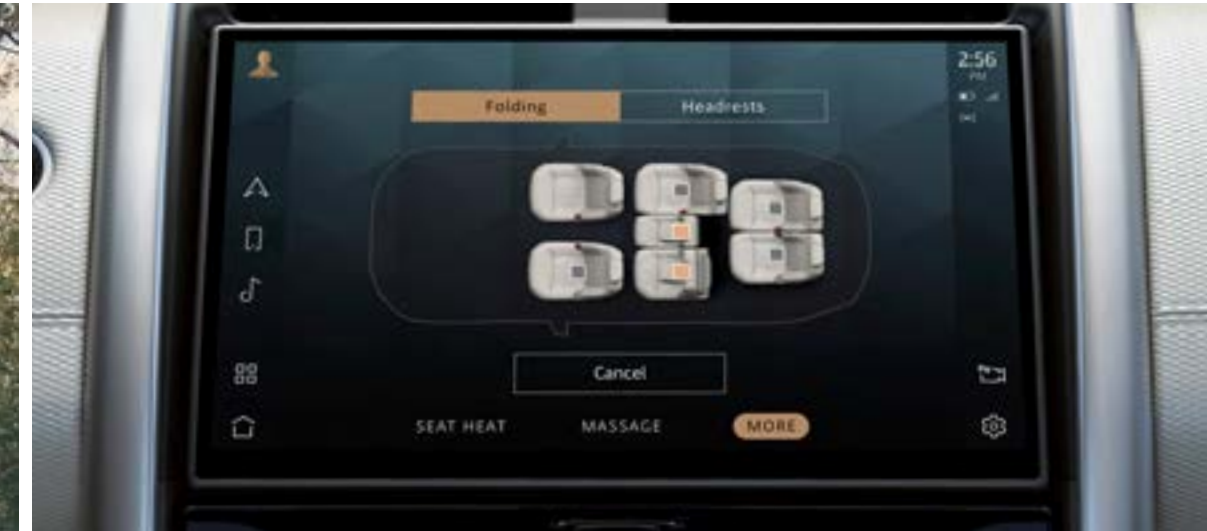 2:56
PM
Folding
Headrests
Cancel
SEAT HEAT
MASSAGE
MORE